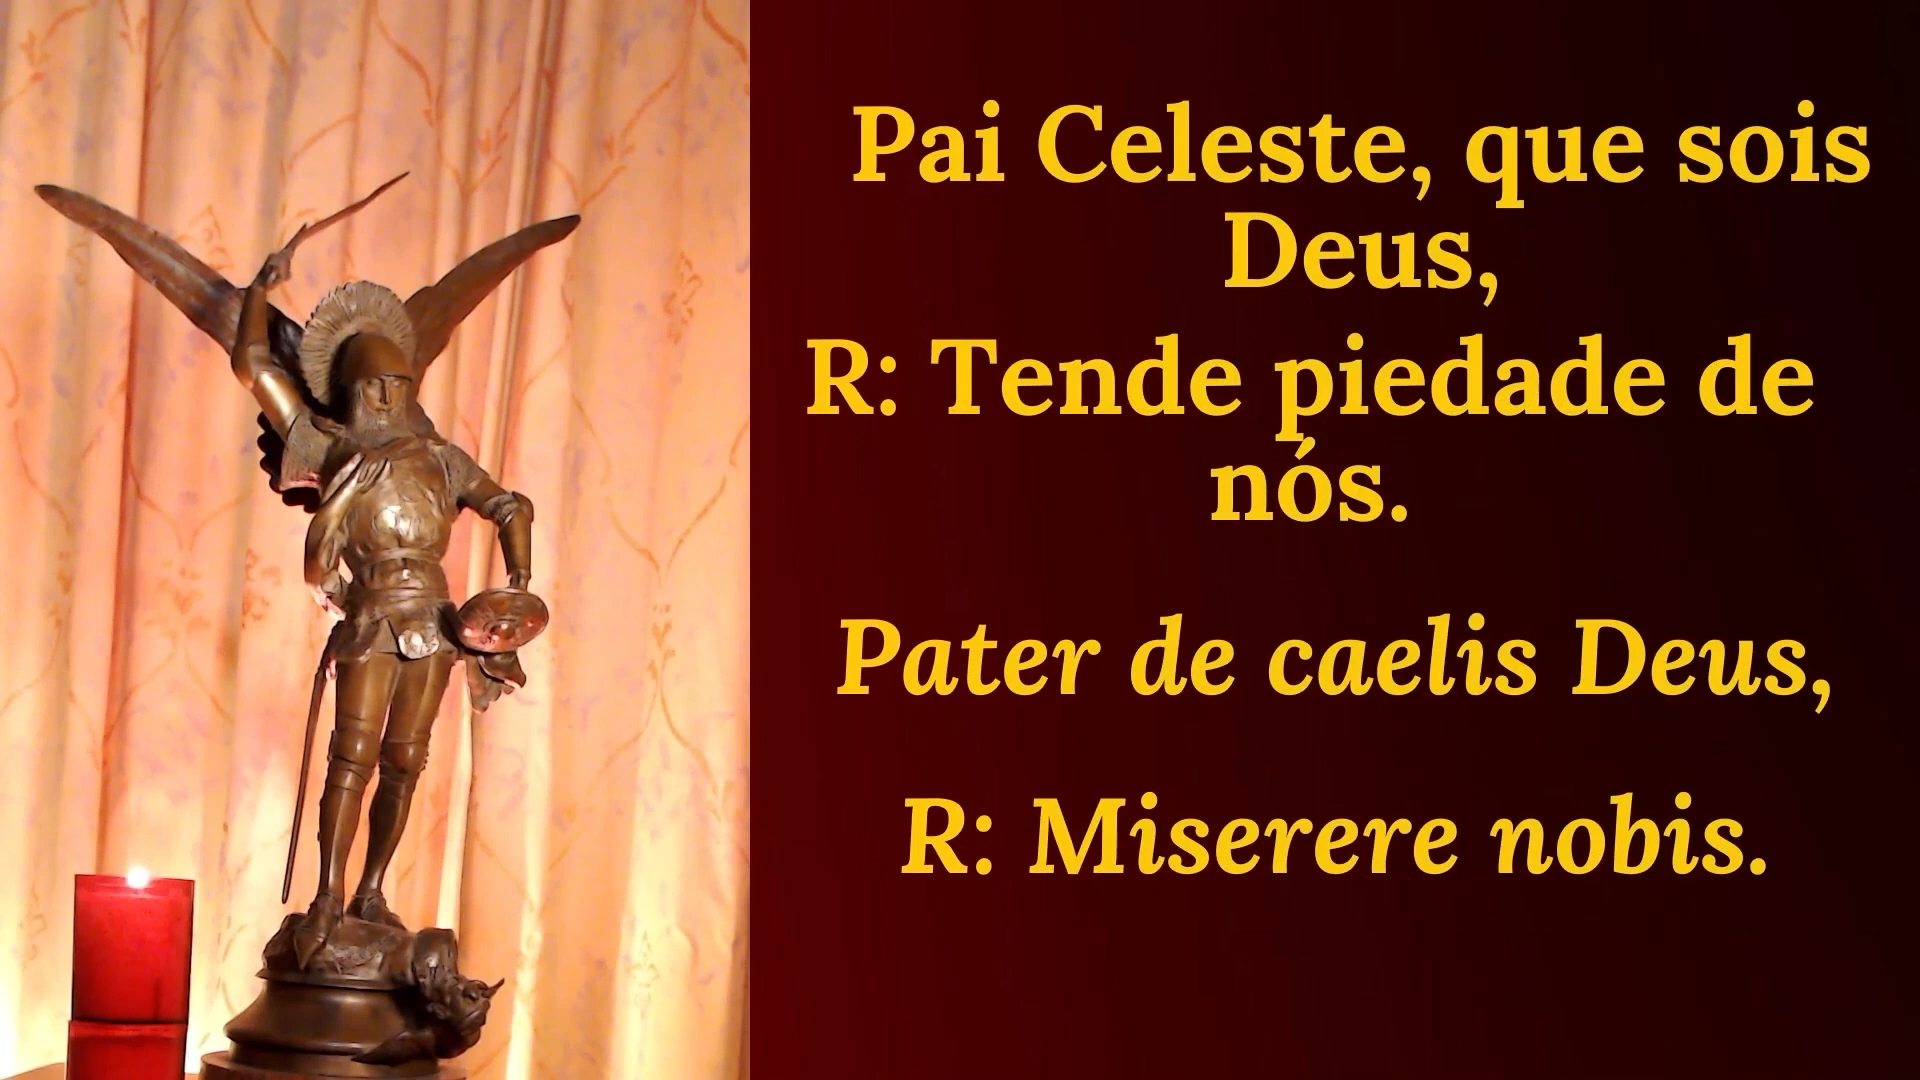 Pai Celeste, que sois
Deus,
R: Tende piedade de
nós.
Pater de caelis Deus,
R: Miserere nobis.